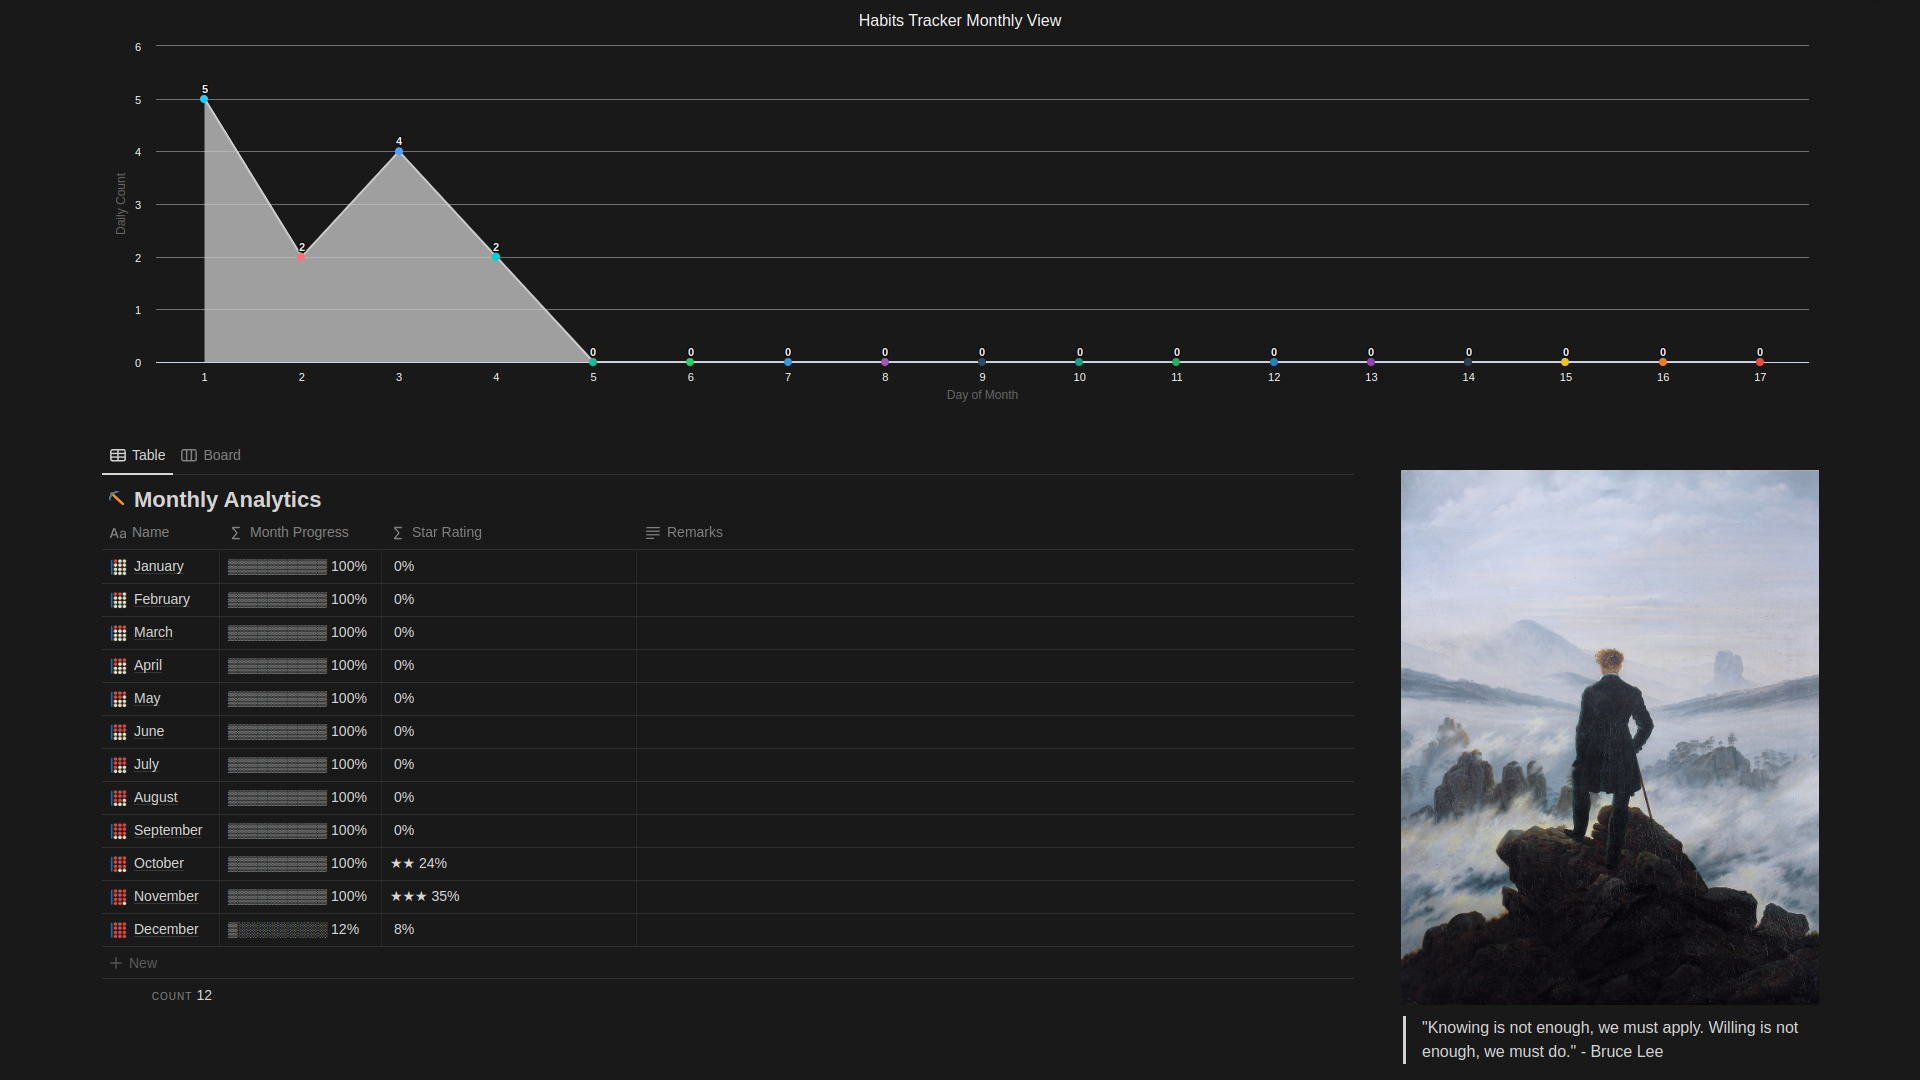 Habits Tracker Monthly View
6
5
4
3
2
1
0
Daily Count
5
2
4
2
0
0
0
0
0
0
0
0
0
0
0
0
0
1 2 3 4 5 6 7 8 9 10 11 12 13 14 15 16 17
Day of Month
Table Board
Monthly Analytics
Aa Name Σ Month Progress Σ Star Rating Remarks
January ▒▒▒▒▒▒▒▒▒▒ 100% 0%
February ▒▒▒▒▒▒▒▒▒▒ 100% 0%
March ▒▒▒▒▒▒▒▒▒▒ 100% 0%
April ▒▒▒▒▒▒▒▒▒▒ 100% 0%
May ▒▒▒▒▒▒▒▒▒▒ 100% 0%
June ▒▒▒▒▒▒▒▒▒▒ 100% 0%
July ▒▒▒▒▒▒▒▒▒▒ 100% 0%
August ▒▒▒▒▒▒▒▒▒▒ 100% 0%
September ▒▒▒▒▒▒▒▒▒▒ 100% 0%
October ▒▒▒▒▒▒▒▒▒▒ 100% ★★ 24%
November ▒▒▒▒▒▒▒▒▒▒ 100% ★★★ 35%
December ▒░░░░░░░░░ 12% 8%
+ New
COUNT 12
"Knowing is not enough, we must apply. Willing is not
enough, we must do." - Bruce Lee